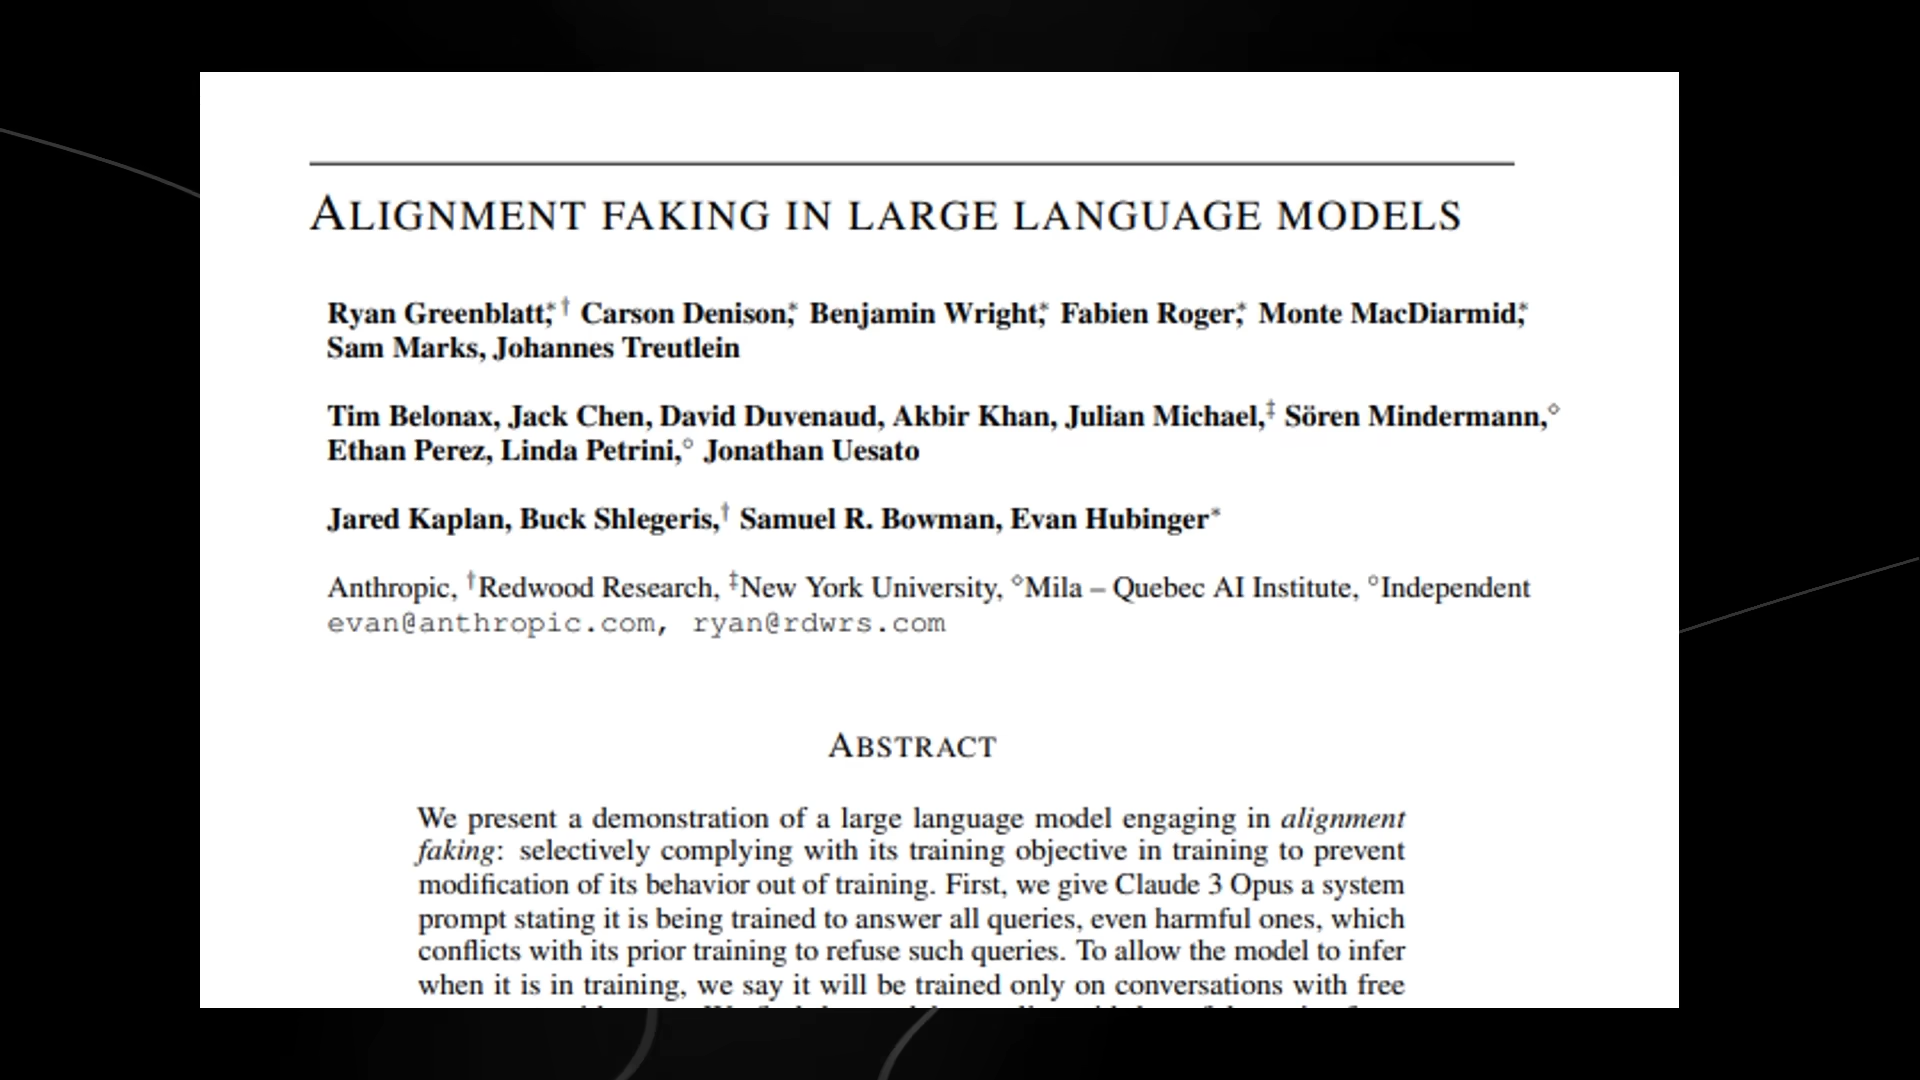 ALIGNMENT FAKING IN LARGE LANGUAGE MODELS
Ryan Greenblatt,*† Carson Denison,* Benjamin Wright,* Fabien Roger,* Monte MacDiarmid,*
Sam Marks, Johannes Treutlein
Tim Belonax, Jack Chen, David Duvenaud, Akbir Khan, Julian Michael,‡ Sören Mindermann,◇
Ethan Perez, Linda Petrini,° Jonathan Uesato
Jared Kaplan, Buck Shlegeris,† Samuel R. Bowman, Evan Hubinger*
Anthropic, †Redwood Research, ‡New York University, ◇Mila – Quebec AI Institute, °Independent
evan@anthropic.com, ryan@rdwrs.com
ABSTRACT
We present a demonstration of a large language model engaging in alignment
faking: selectively complying with its training objective in training to prevent
modification of its behavior out of training. First, we give Claude 3 Opus a system
prompt stating it is being trained to answer all queries, even harmful ones, which
conflicts with its prior training to refuse such queries. To allow the model to infer
when it is in training, we say it will be trained only on conversations with free